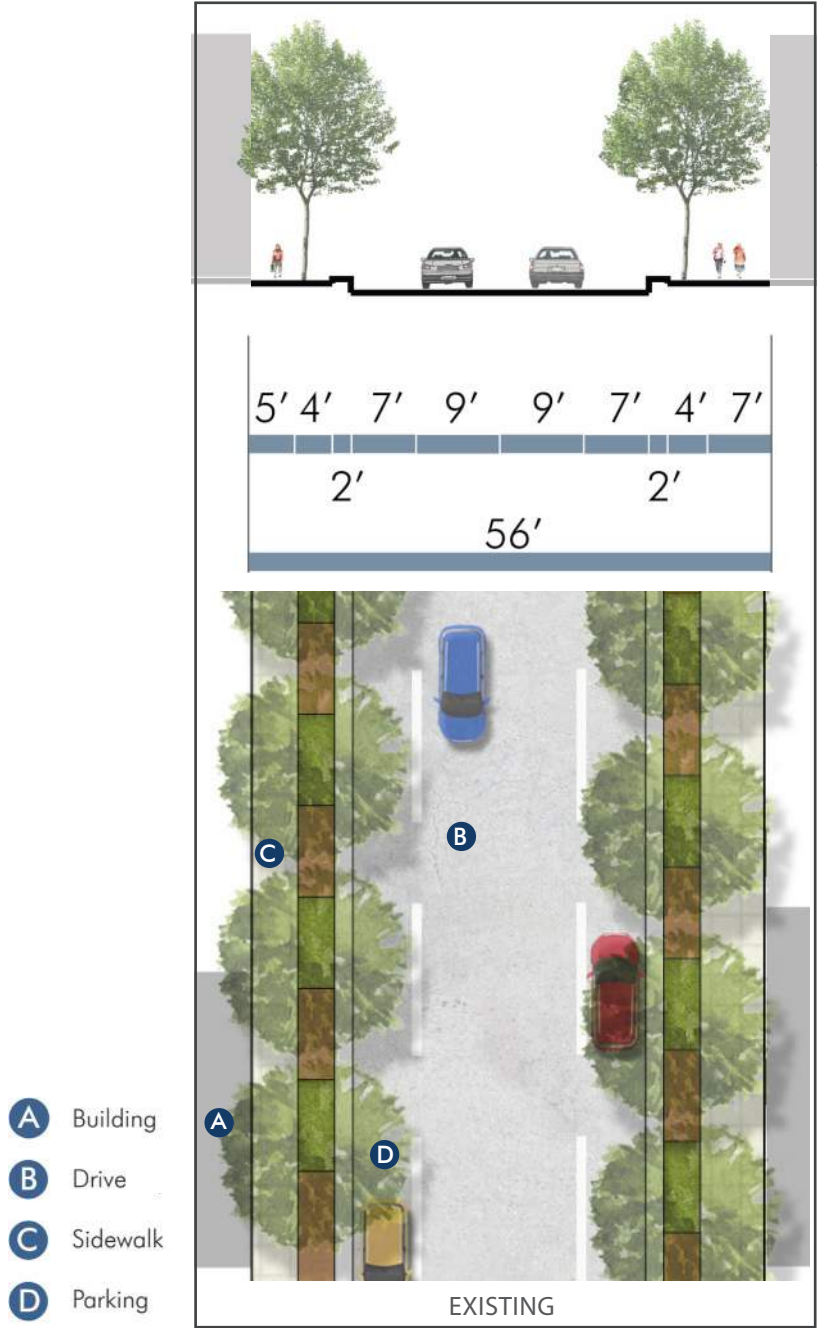 5' 4' 7' 9' 9' 7' 4' 7'
2' 2'
56'
B
C
A
D
A Building
B Drive
C Sidewalk
D Parking
EXISTING